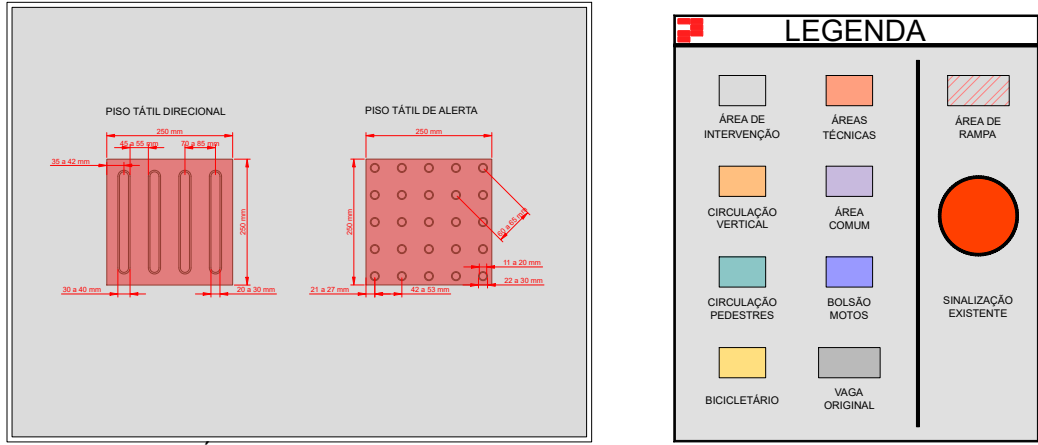 PISO TÁTIL DIRECIONAL
250 mm
45 a 55 mm
70 a 85 mm
35 a 42 mm
250 mm
30 a 40 mm
20 a 30 mm
PISO TÁTIL DE ALERTA
250 mm
250 mm
60 a 65 mm
11 a 20 mm
22 a 30 mm
21 a 27 mm
42 a 53 mm
LEGENDA
ÁREA DE
INTERVENÇÃO
ÁREAS
TÉCNICAS
CIRCULAÇÃO
VERTICAL
ÁREA
COMUM
CIRCULAÇÃO
PEDESTRES
BOLSÃO
MOTOS
BICICLETÁRIO
VAGA
ORIGINAL
ÁREA DE
RAMPA
SINALIZAÇÃO
EXISTENTE